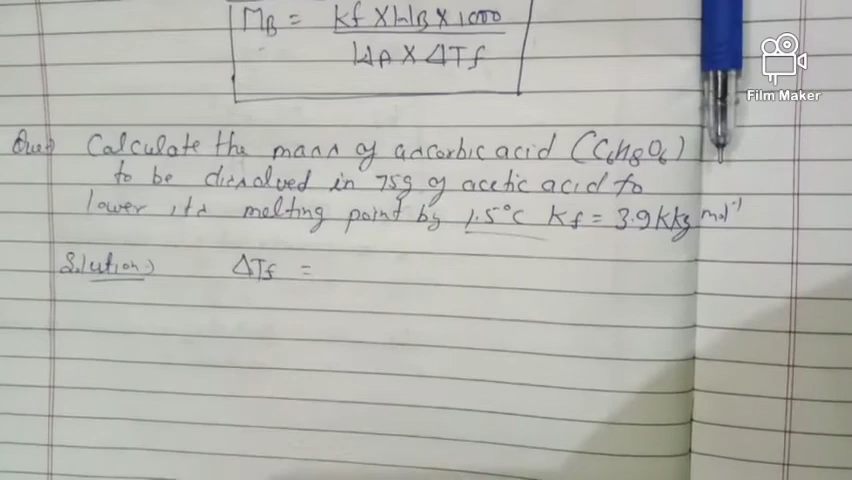 MB = Kf × WB × 1000
WA × ΔTf
Film Maker
Que) Calculate the mass of ascorbic acid (C6H8O6)
to be dissolved in 75g of acetic acid to
lower its melting point by 1.5°C Kf = 3.9 K kg mol⁻¹
Solution:) ΔTf =